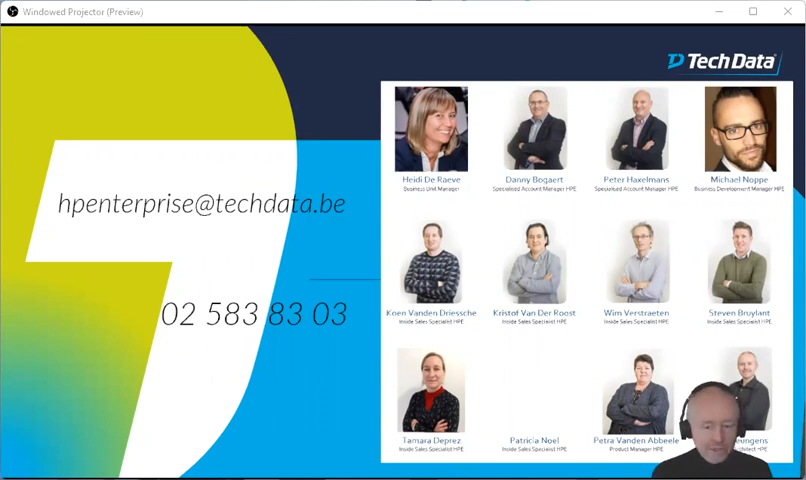 Windowed Projector (Preview)
Tech Data
hpenterprise@techdata.be
02 583 83 03
Heidi De Raeve
Business Unit Manager
Danny Bogaert
Specialized Account Manager HPE
Peter Haxelmans
Specialized Account Manager HPE
Michael Noppe
Business Development Manager HPE
Koen Vanden Driessche
Inside Sales Specialist HPE
Kristof Van Der Roost
Inside Sales Specialist HPE
Wim Verstraeten
Inside Sales Specialist HPE
Steven Bruylant
Inside Sales Specialist HPE
Tamara Deprez
Inside Sales Specialist HPE
Patricia Noel
Inside Sales Specialist HPE
Petra Vanden Abbeele
Product Manager HPE
HPE